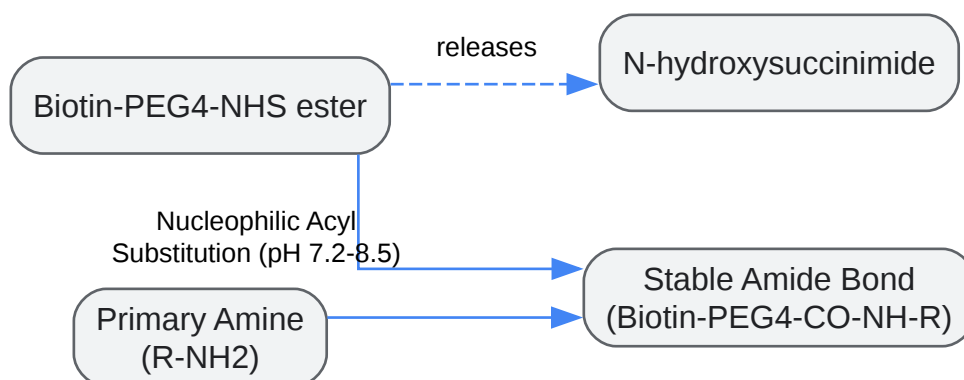 releases
N-hydroxysuccinimide
Biotin-PEG4-NHS ester
Nucleophilic Acyl
Substitution (pH 7.2-8.5)
Stable Amide Bond
(Biotin-PEG4-CO-NH-R)
Primary Amine
(R-NH2)